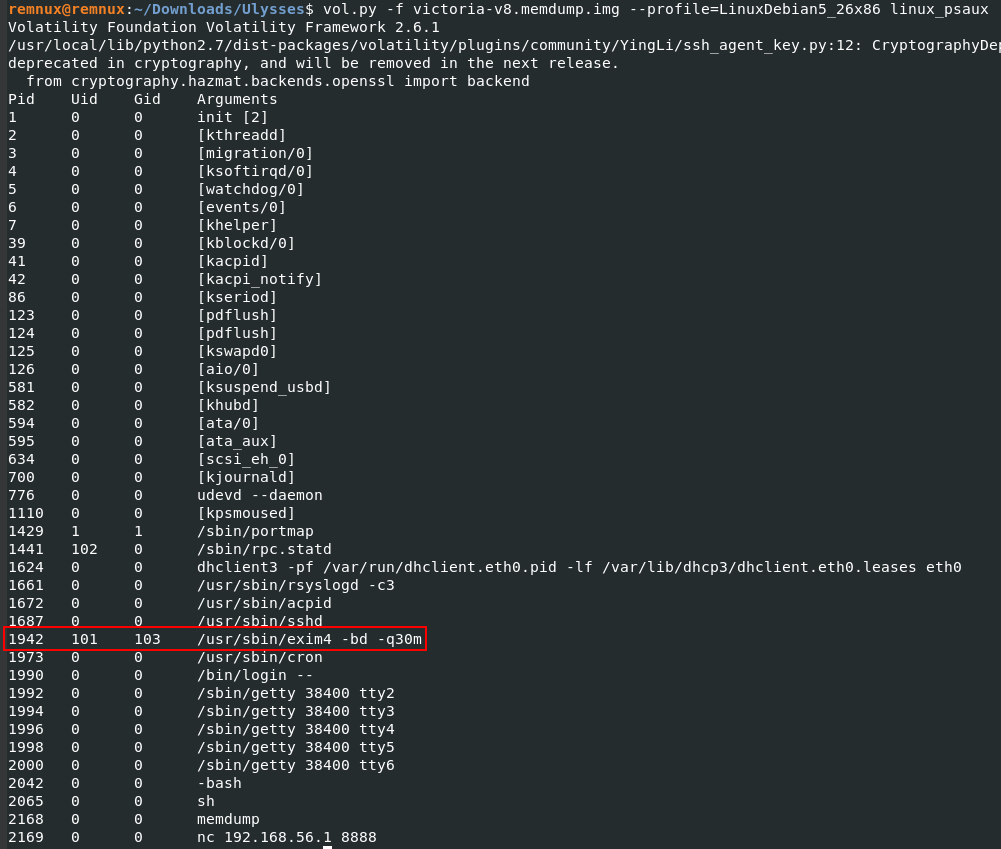 remnux@remnux:~/Downloads/Ulysses$ vol.py -f victoria-v8.memdump.img --profile=LinuxDebian5_26x86 linux_psaux
Volatility Foundation Volatility Framework 2.6.1
/usr/local/lib/python2.7/dist-packages/volatility/plugins/community/YingLi/ssh_agent_key.py:12: CryptographyDep
deprecated in cryptography, and will be removed in the next release.
  from cryptography.hazmat.backends.openssl import backend
Pid    Uid    Gid    Arguments
1      0      0      init [2]
2      0      0      [kthreadd]
3      0      0      [migration/0]
4      0      0      [ksoftirqd/0]
5      0      0      [watchdog/0]
6      0      0      [events/0]
7      0      0      [khelper]
39     0      0      [kblockd/0]
41     0      0      [kacpid]
42     0      0      [kacpi_notify]
86     0      0      [kseriod]
123    0      0      [pdflush]
124    0      0      [pdflush]
125    0      0      [kswapd0]
126    0      0      [aio/0]
581    0      0      [ksuspend_usbd]
582    0      0      [khubd]
594    0      0      [ata/0]
595    0      0      [ata_aux]
634    0      0      [scsi_eh_0]
700    0      0      [kjournald]
776    0      0      udevd --daemon
1110   0      0      [kpsmoused]
1429   1      1      /sbin/portmap
1441   102    0      /sbin/rpc.statd
1624   0      0      dhclient3 -pf /var/run/dhclient.eth0.pid -lf /var/lib/dhcp3/dhclient.eth0.leases eth0
1661   0      0      /usr/sbin/rsyslogd -c3
1672   0      0      /usr/sbin/acpid
1687   0      0      /usr/sbin/sshd
1942   101    103    /usr/sbin/exim4 -bd -q30m
1973   0      0      /usr/sbin/cron
1990   0      0      /bin/login --
1992   0      0      /sbin/getty 38400 tty2
1994   0      0      /sbin/getty 38400 tty3
1996   0      0      /sbin/getty 38400 tty4
1998   0      0      /sbin/getty 38400 tty5
2000   0      0      /sbin/getty 38400 tty6
2042   0      0      -bash
2065   0      0      sh
2168   0      0      memdump
2169   0      0      nc 192.168.56.1 8888